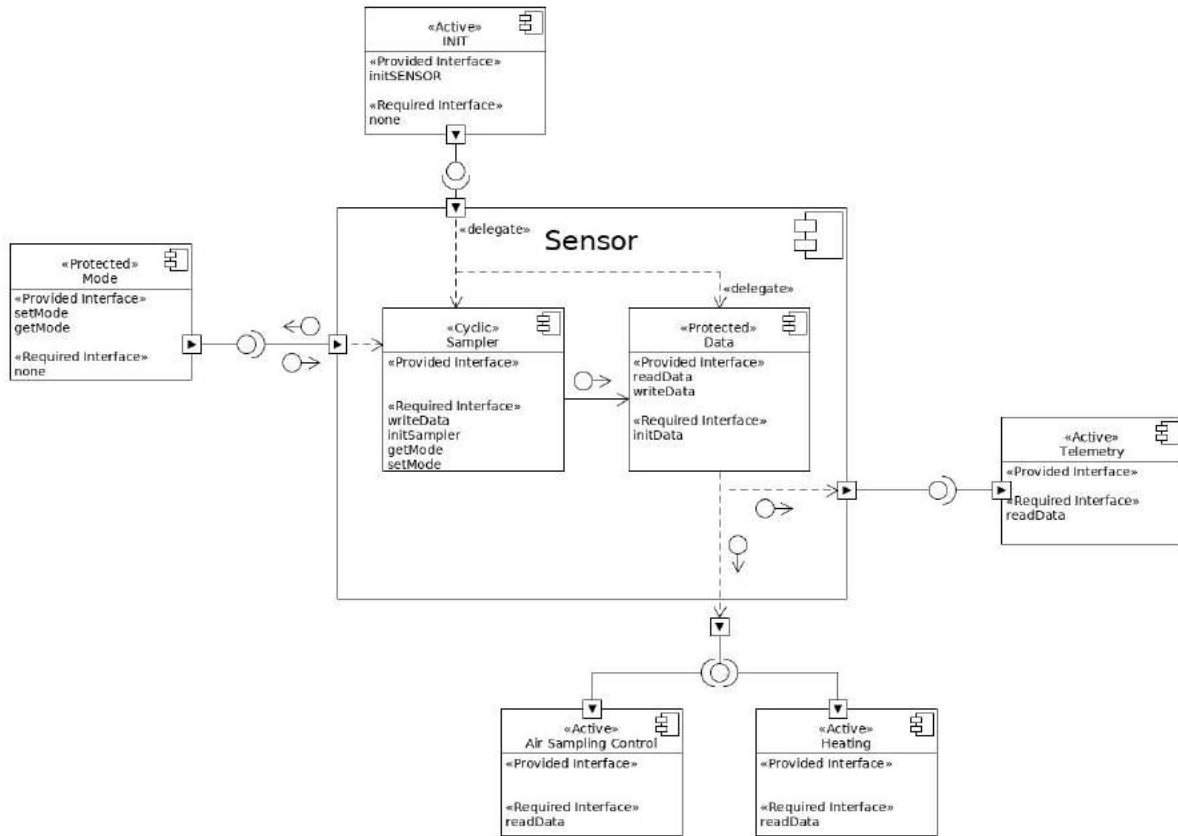 «Active»
INIT
«Provided Interface»
initSENSOR
«Required Interface»
none
«delegate»
Sensor
«Protected»
Mode
«Provided Interface»
setMode
getMode
«Required Interface»
none
«delegate»
«Cyclic»
Sampler
«Provided Interface»
«Required Interface»
writeData
initSampler
getMode
setMode
«Protected»
Data
«Provided Interface»
readData
writeData
«Required Interface»
initData
«Active»
Telemetry
«Provided Interface»
«Required Interface»
readData
«Active»
Air Sampling Control
«Provided Interface»
«Required Interface»
readData
«Active»
Heating
«Provided Interface»
«Required Interface»
readData